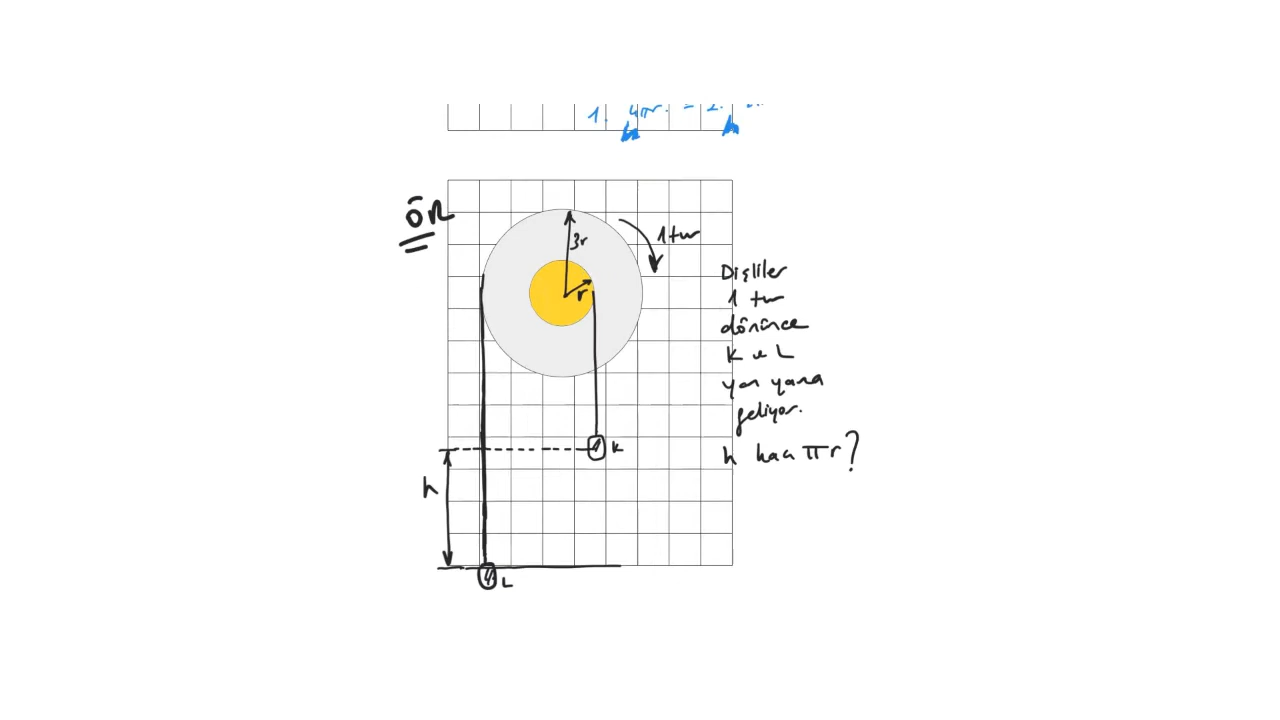 ÖR
3r
r
1 tur
K
h
L
Dişliler
1 tur
dönünce
K ve L
yan yana
geliyor.
h kaç πr?